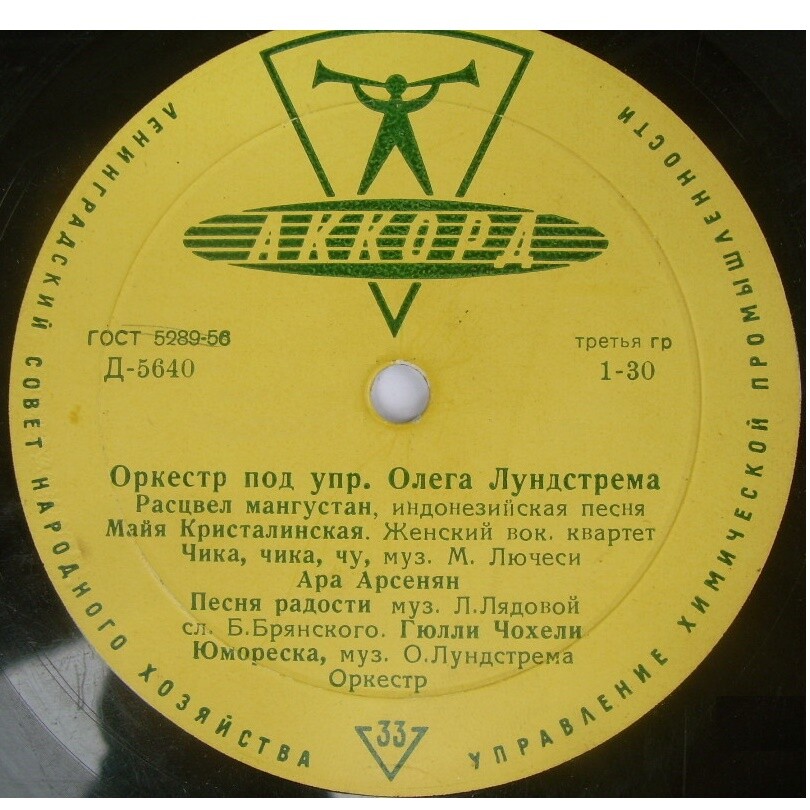 ЛЕНИНГРАДСКИЙ СОВЕТ НАРОДНОГО ХОЗЯЙСТВА
УПРАВЛЕНИЕ ХИМИЧЕСКОЙ ПРОМЫШЛЕННОСТИ
АККОРД
ГОСТ 5289-56
третья гр
Д-5640
1-30
Оркестр под упр. Олега Лундстрема
Расцвел мангустан, индонезийская песня
Майя Кристалинская. Женский вок. квартет
Чика, чика, чу, муз. М. Лючеси
Ара Арсенян
Песня радости муз. Л.Лядовой
сл. Б.Брянского. Гюлли Чохели
Юмореска, муз. О.Лундстрема
Оркестр
33